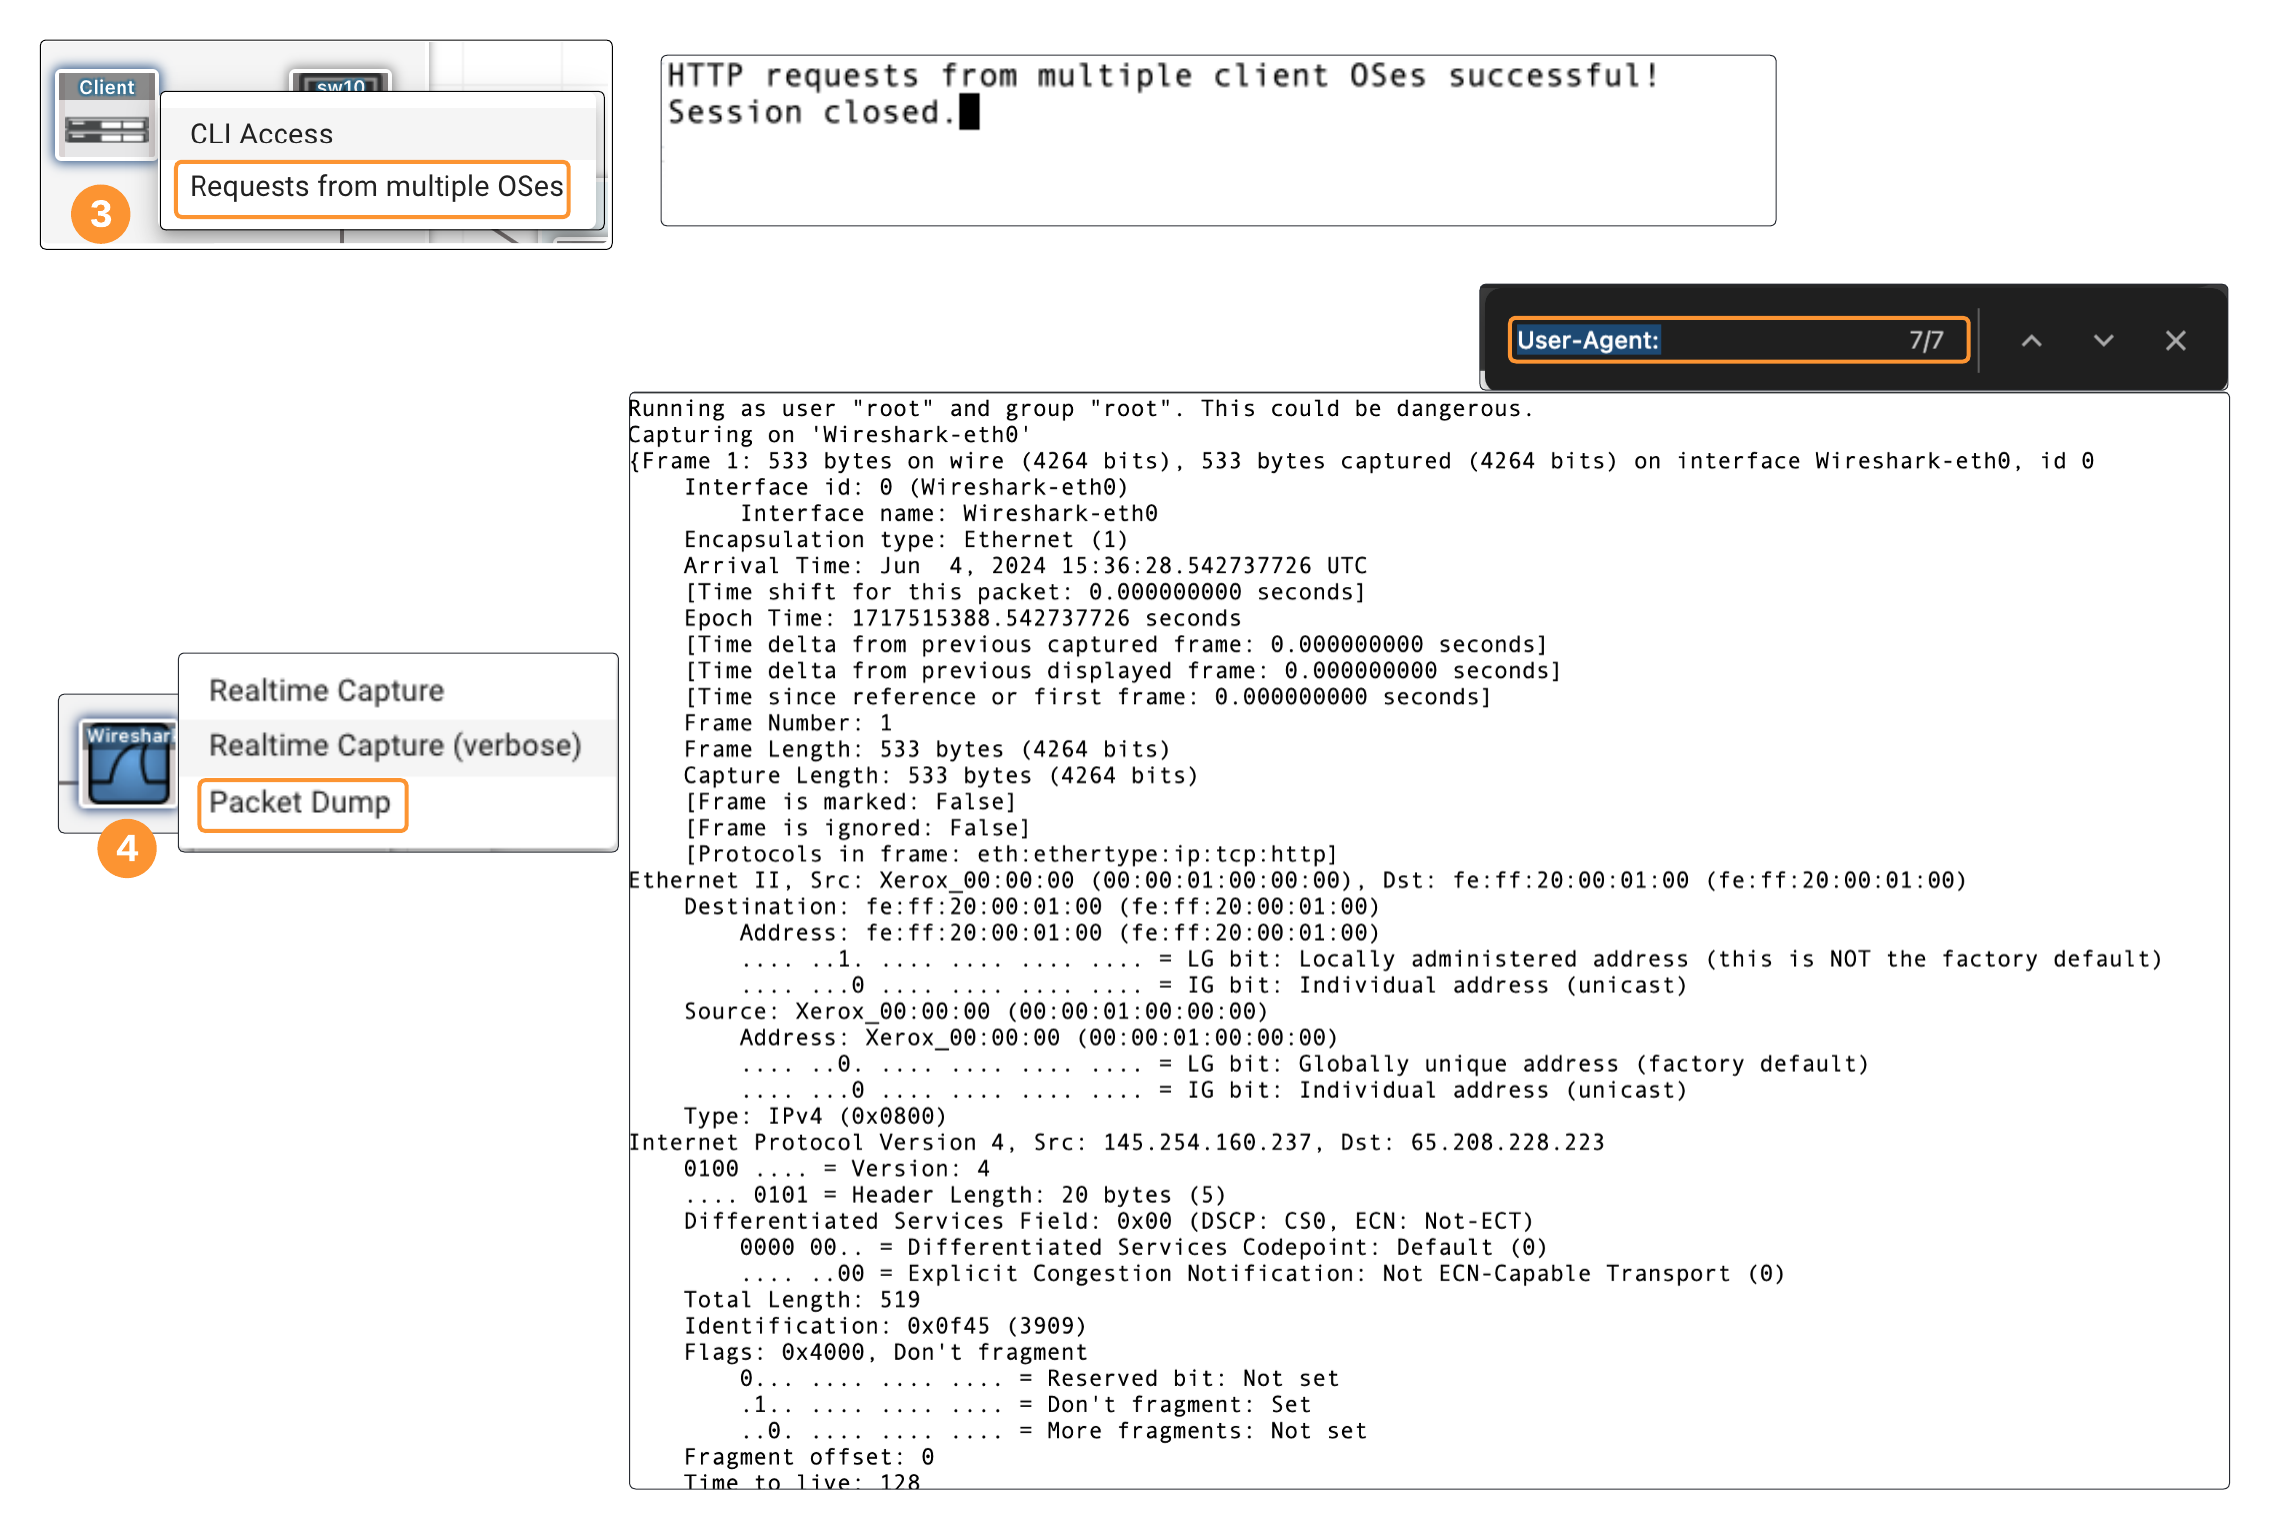 Client
sw10
CLI Access
Requests from multiple OSes
3
HTTP requests from multiple client OSes successful!
Session closed.
User-Agent: 7/7
Running as user "root" and group "root". This could be dangerous.
Capturing on 'Wireshark-eth0'
{Frame 1: 533 bytes on wire (4264 bits), 533 bytes captured (4264 bits) on interface Wireshark-eth0, id 0
    Interface id: 0 (Wireshark-eth0)
        Interface name: Wireshark-eth0
    Encapsulation type: Ethernet (1)
    Arrival Time: Jun  4, 2024 15:36:28.542737726 UTC
    [Time shift for this packet: 0.000000000 seconds]
    Epoch Time: 1717515388.542737726 seconds
    [Time delta from previous captured frame: 0.000000000 seconds]
    [Time delta from previous displayed frame: 0.000000000 seconds]
    [Time since reference or first frame: 0.000000000 seconds]
    Frame Number: 1
    Frame Length: 533 bytes (4264 bits)
    Capture Length: 533 bytes (4264 bits)
    [Frame is marked: False]
    [Frame is ignored: False]
    [Protocols in frame: eth:ethertype:ip:tcp:http]
Ethernet II, Src: Xerox_00:00:00 (00:00:01:00:00:00), Dst: fe:ff:20:00:01:00 (fe:ff:20:00:01:00)
    Destination: fe:ff:20:00:01:00 (fe:ff:20:00:01:00)
        Address: fe:ff:20:00:01:00 (fe:ff:20:00:01:00)
        .... ..1. .... .... .... .... = LG bit: Locally administered address (this is NOT the factory default)
        .... ...0 .... .... .... .... = IG bit: Individual address (unicast)
    Source: Xerox_00:00:00 (00:00:01:00:00:00)
        Address: Xerox_00:00:00 (00:00:01:00:00:00)
        .... ..0. .... .... .... .... = LG bit: Globally unique address (factory default)
        .... ...0 .... .... .... .... = IG bit: Individual address (unicast)
    Type: IPv4 (0x0800)
Internet Protocol Version 4, Src: 145.254.160.237, Dst: 65.208.228.223
    0100 .... = Version: 4
    .... 0101 = Header Length: 20 bytes (5)
    Differentiated Services Field: 0x00 (DSCP: CS0, ECN: Not-ECT)
        0000 00.. = Differentiated Services Codepoint: Default (0)
        .... ..00 = Explicit Congestion Notification: Not ECN-Capable Transport (0)
    Total Length: 519
    Identification: 0x0f45 (3909)
    Flags: 0x4000, Don't fragment
        0... .... .... .... = Reserved bit: Not set
        .1.. .... .... .... = Don't fragment: Set
        ..0. .... .... .... = More fragments: Not set
    Fragment offset: 0
    Time to live: 128
Wireshar
Realtime Capture
Realtime Capture (verbose)
Packet Dump
4